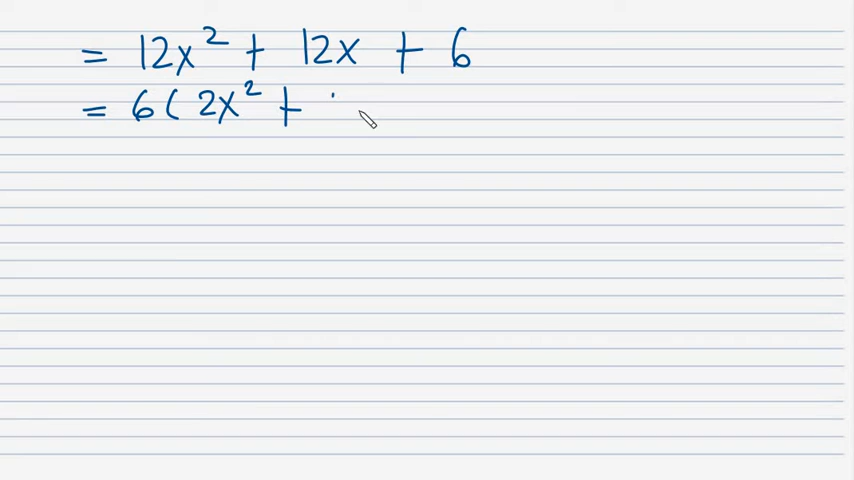 = 12x² + 12x + 6
= 6(2x² +